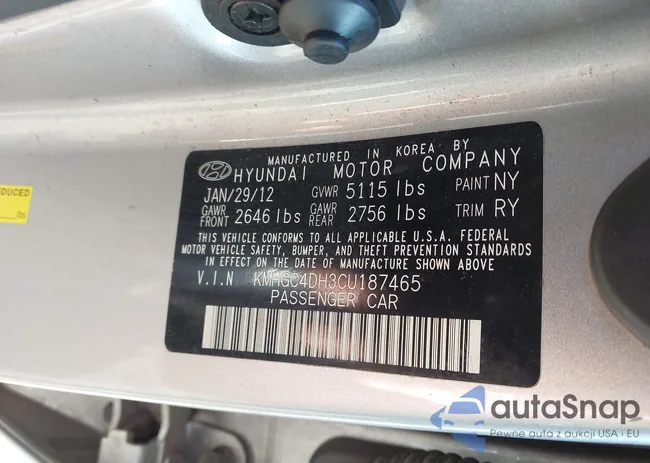 MANUFACTURED IN KOREA BY
HYUNDAI MOTOR COMPANY
JAN/29/12 GVWR 5115 lbs PAINT NY
GAWR FRONT 2646 lbs GAWR REAR 2756 lbs TRIM RY
THIS VEHICLE CONFORMS TO ALL APPLICABLE U.S.A. FEDERAL
MOTOR VEHICLE SAFETY, BUMPER, AND THEFT PREVENTION STANDARDS
IN EFFECT ON THE DATE OF MANUFACTURE SHOWN ABOVE
V.I.N KMHGC4DH3CU187465
PASSENGER CAR
DUCED
lbs
autaSnap
Pewne auta z aukcji USA i EU